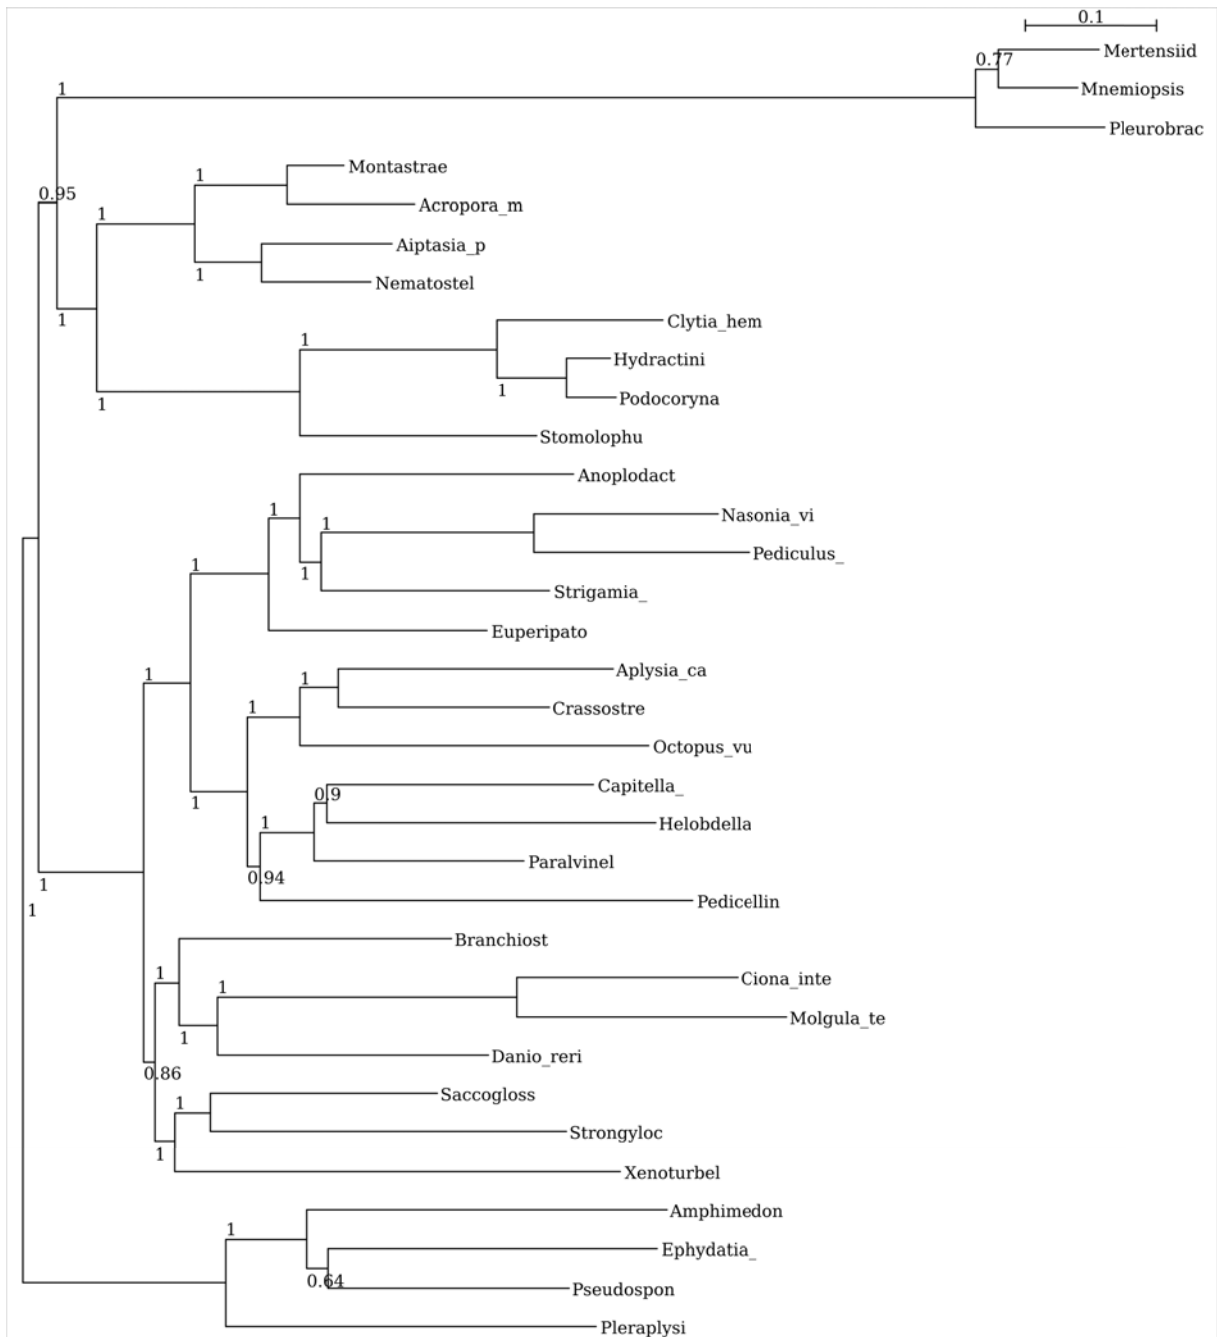 0.1
Mertensiid
0.77
1
Mnemiopsis
Pleurobrac
Montastrae
1
0.95
Acropora_m
1
Aiptasia_p
1
Nematostel
1
Clytia_hem
1
Hydractini
1
Podocoryna
1
Stomolophu
Anoplodact
1
Nasonia_vi
1
Pediculus_
1
1
Strigamia_
Euperipato
Aplysia_ca
1
1
Crassostre
1
Octopus_vu
Capitella_
0.9
1
Helobdella
1
Paralvinel
0.94
1
Pedicellin
1
Branchiost
1
Ciona_inte
1
Molgula_te
1
Danio_reri
0.86
Saccogloss
1
Strongyloc
1
Xenoturbel
Amphimedon
1
Ephydatia_
0.64
Pseudospon
Pleraplysi